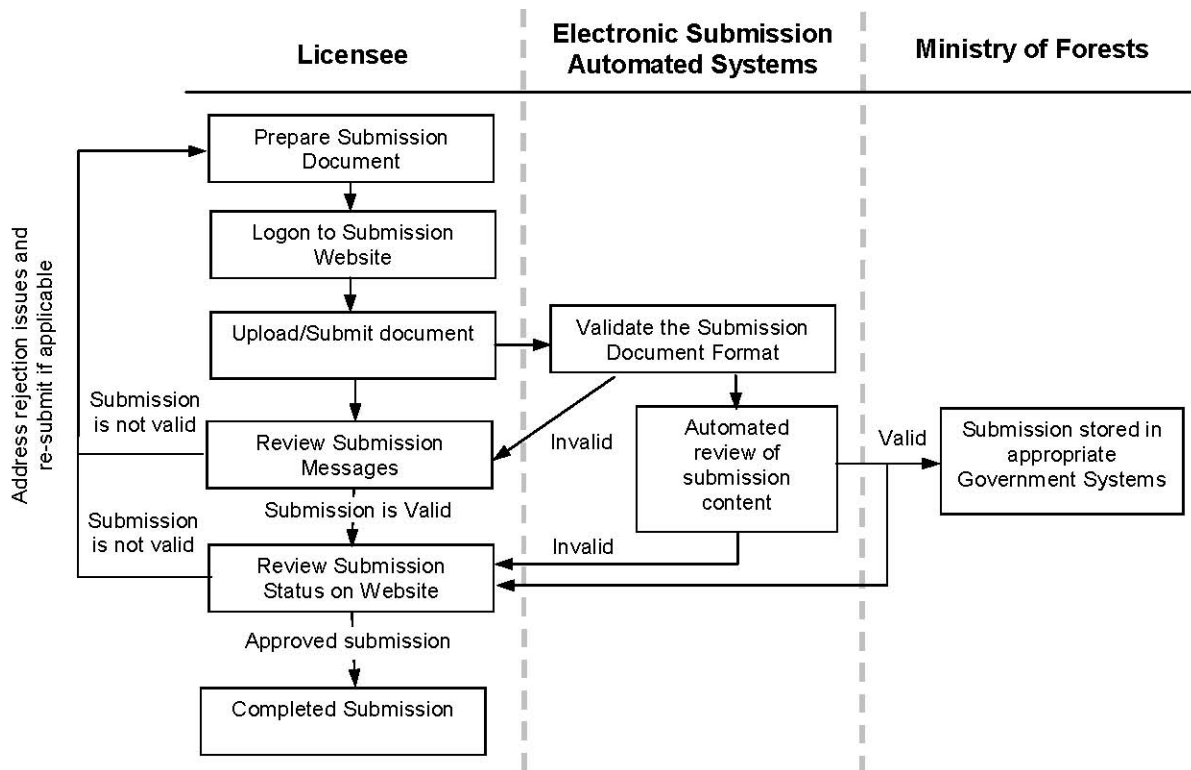 Licensee
Electronic Submission
Automated Systems
Ministry of Forests
Prepare Submission
Document
Logon to Submission
Website
Upload/Submit document
Validate the Submission
Document Format
Address rejection issues and
re-submit if applicable
Submission
is not valid
Review Submission
Messages
Invalid
Automated
review of
submission
content
Valid
Submission stored in
appropriate
Government Systems
Submission is Valid
Submission
is not valid
Invalid
Review Submission
Status on Website
Approved submission
Completed Submission